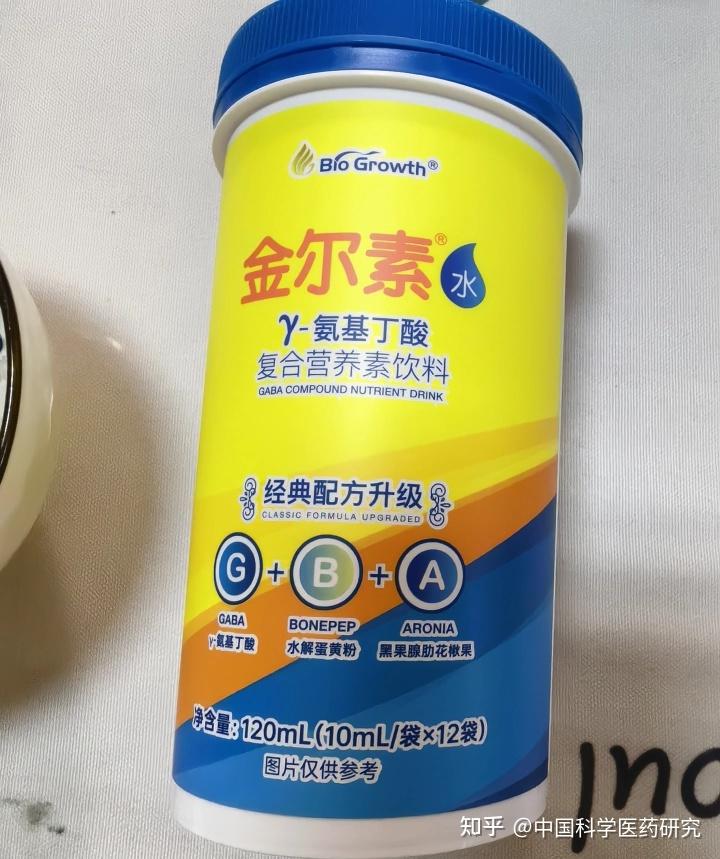 Bio Growth®
金尔素®
水
γ-氨基丁酸
复合营养素饮料
GABA COMPOUND NUTRIENT DRINK
经典配方升级
CLASSIC FORMULA UPGRADED
G + B + A
GABA BONEPEP ARONIA
γ-氨基丁酸 水解蛋黄粉 黑果腺肋花楸果
净含量:120mL(10mL/袋×12袋)
图片仅供参考
知乎 @中国科学医药研究